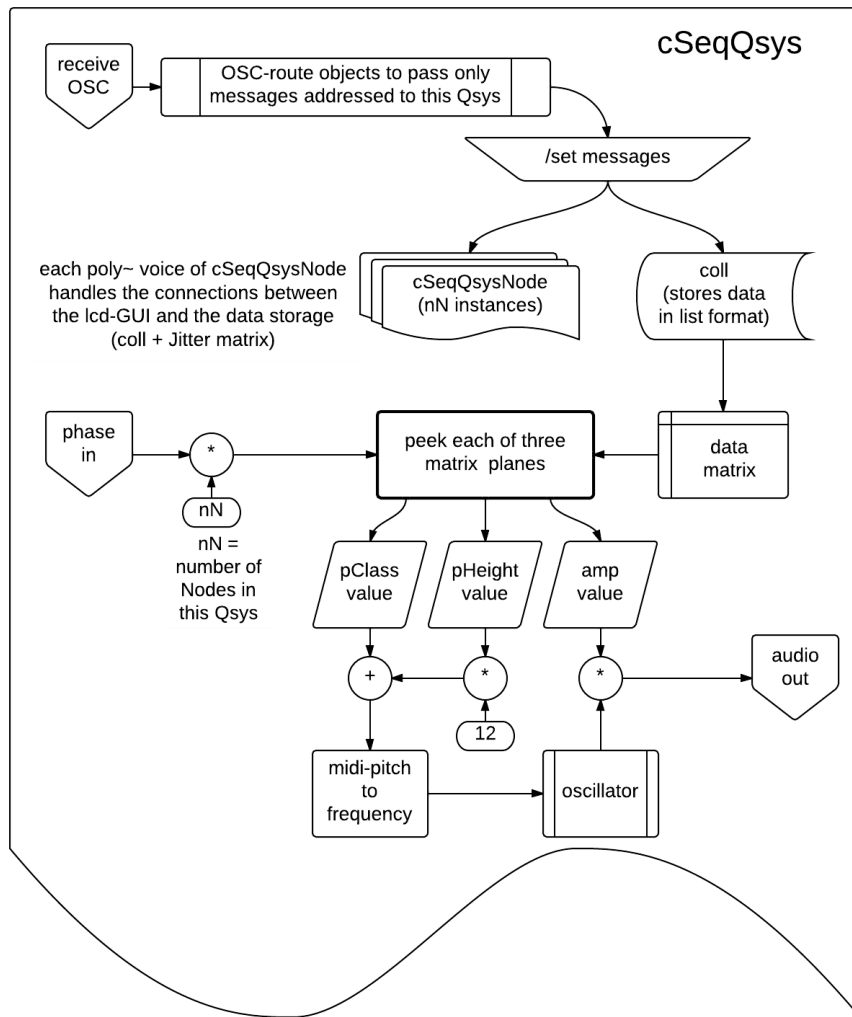 cSeqQsys
receive
OSC
OSC-route objects to pass only
messages addressed to this Qsys
/set messages
each poly~ voice of cSeqQsysNode
handles the connections between
the lcd-GUI and the data storage
(coll + Jitter matrix)
cSeqQsysNode
(nN instances)
coll
(stores data
in list format)
phase
in
*
nN
nN =
number of
Nodes in
this Qsys
peek each of three
matrix planes
data
matrix
pClass
value
pHeight
value
amp
value
+
*
12
*
audio
out
midi-pitch
to
frequency
oscillator